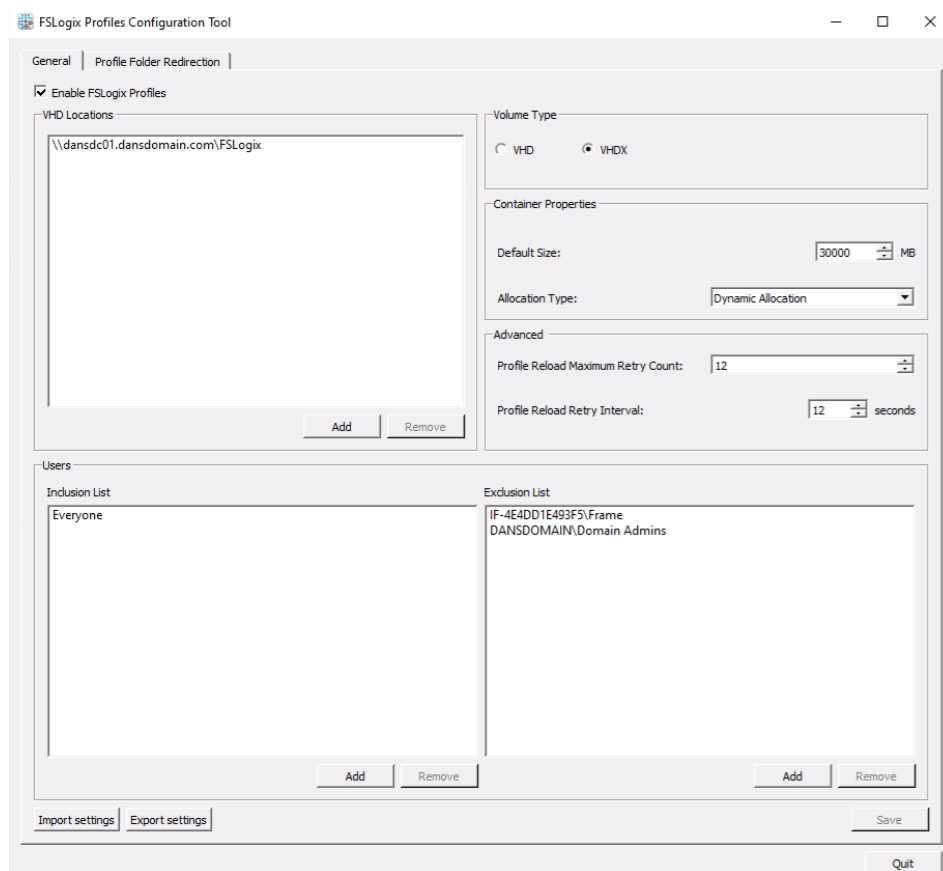 FSLogix Profiles Configuration Tool
General Profile Folder Redirection
Enable FSLogix Profiles
VHD Locations
\\dansdc01.dansdomain.com\FSLogix
Add Remove
Volume Type
VHD VHDX
Container Properties
Default Size: 30000 MB
Allocation Type: Dynamic Allocation
Advanced
Profile Reload Maximum Retry Count: 12
Profile Reload Retry Interval: 12 seconds
Users
Inclusion List
Everyone
Add Remove
Exclusion List
IF-4E4DD1E493F5\Frame
DANSDOMAIN\Domain Admins
Add Remove
Import settings Export settings Save
Quit